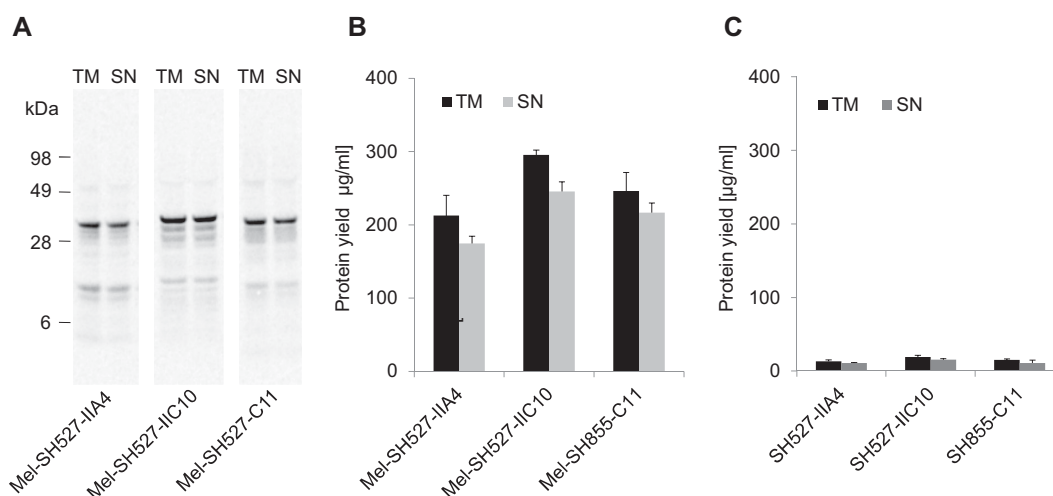 A
TM SN TM SN TM SN
kDa
98
49
28
6
Mel-SH527-IIA4
Mel-SH527-IIC10
Mel-SH527-C11
B
400
300
200
100
0
Protein yield µg/ml]
TM SN
Mel-SH527-IIA4
Mel-SH527-IIC10
Mel-SH855-C11
C
400
300
200
100
0
Protein yield [µg/ml]
TM SN
SH527-IIA4
SH527-IIC10
SH855-C11